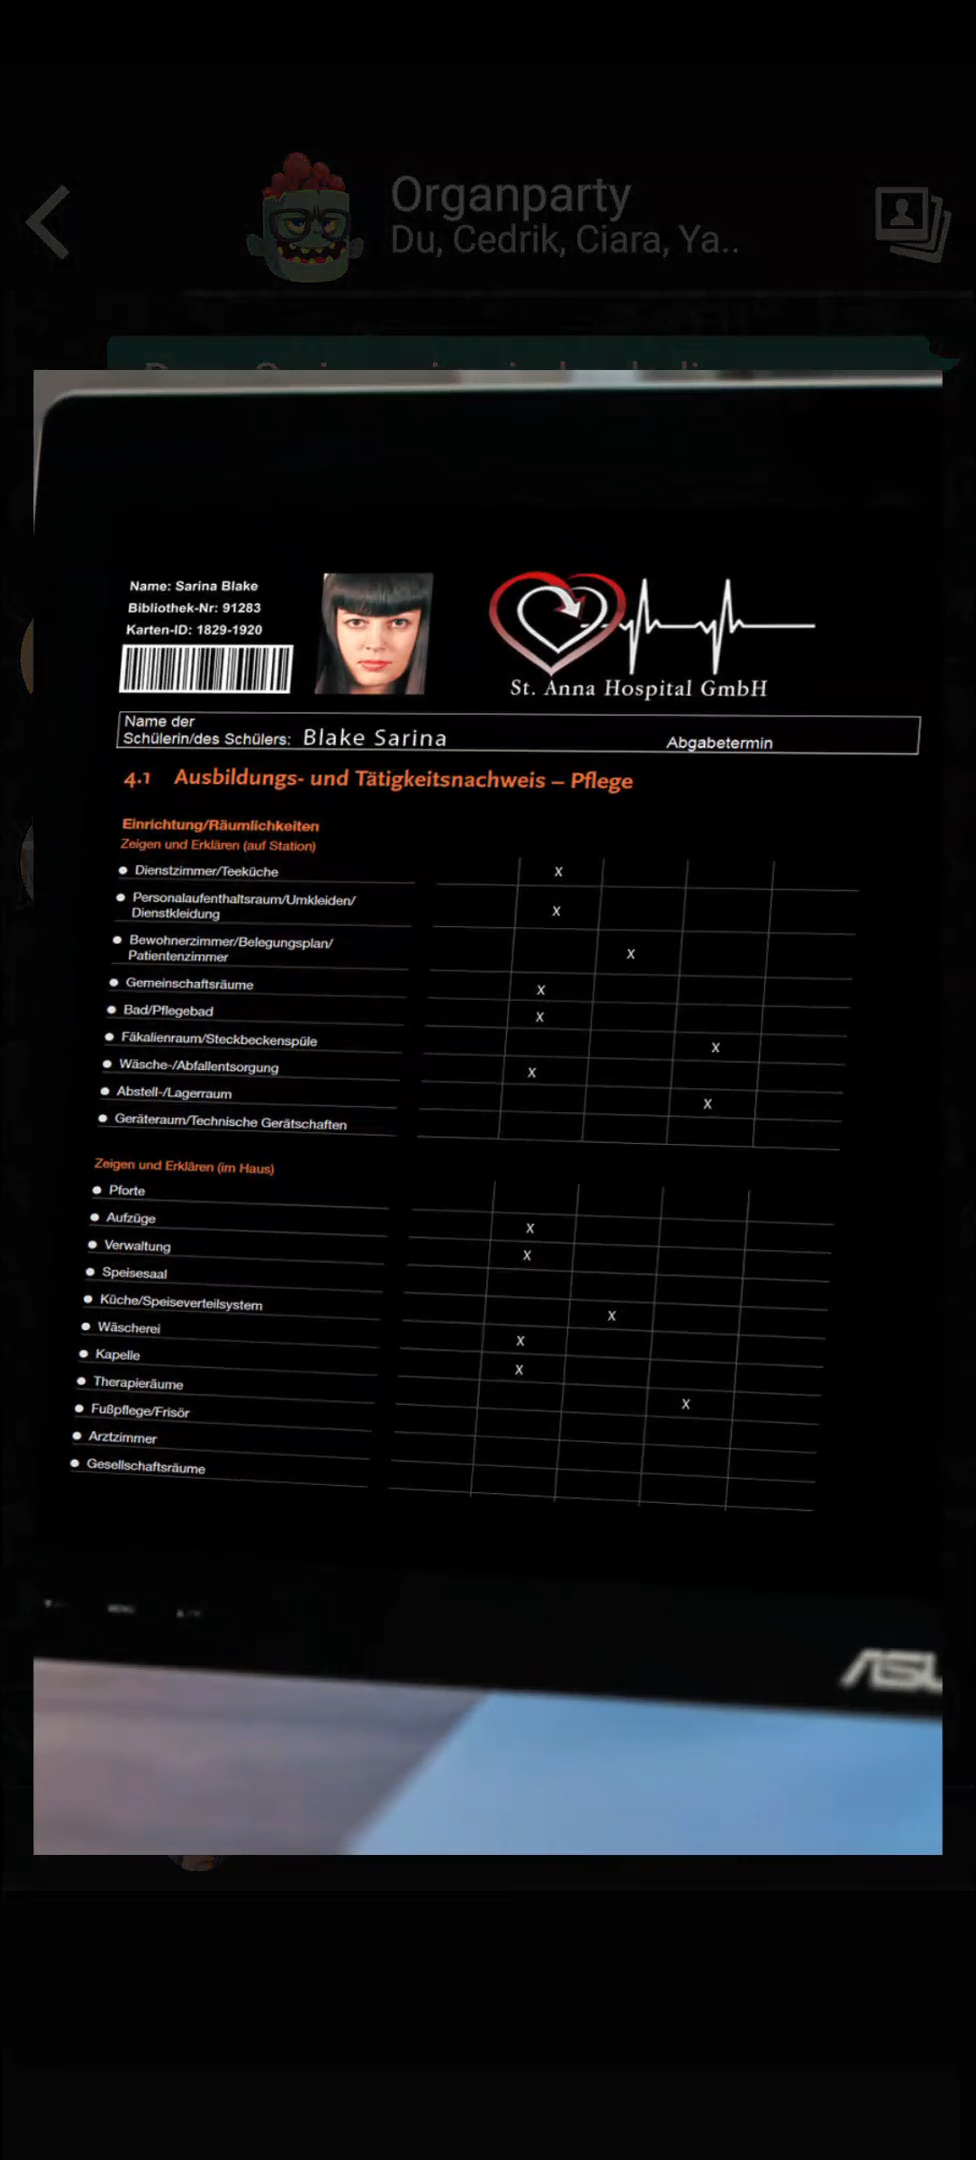 Organparty
Du, Cedrik, Ciara, Ya..
Name: Sarina Blake
Bibliothek-Nr: 91283
Karten-ID: 1829-1920
St. Anna Hospital GmbH
Name der
Schülerin/des Schülers: Blake Sarina Abgabetermin
4.1 Ausbildungs- und Tätigkeitsnachweis – Pflege
Einrichtung/Räumlichkeiten
Zeigen und Erklären (auf Station)
● Dienstzimmer/Teeküche X
● Personalaufenthaltsraum/Umkleiden/
Dienstkleidung X
● Bewohnerzimmer/Belegungsplan/
Patientenzimmer X
● Gemeinschaftsräume X
● Bad/Pflegebad X
● Fäkalienraum/Steckbeckenspüle X
● Wäsche-/Abfallentsorgung X
● Abstell-/Lagerraum X
● Geräteraum/Technische Gerätschaften
Zeigen und Erklären (im Haus)
● Pforte
● Aufzüge X
● Verwaltung X
● Speisesaal
● Küche/Speiseverteilsystem X
● Wäscherei X
● Kapelle X
● Therapieräume X
● Fußpflege/Frisör
● Arztzimmer
● Gesellschaftsräume